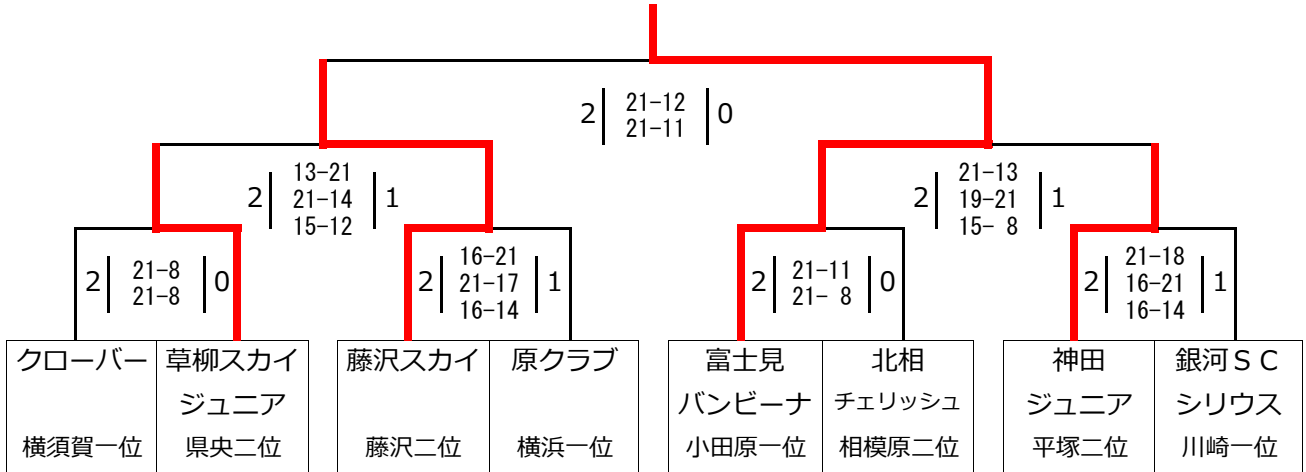 2 21-12 0
21-11
2 13-21 1
21-14
15-12
2 21-13 1
19-21
15- 8
2 21-8 0
21-8
2 16-21 1
21-17
16-14
2 21-11 0
21- 8
2 21-18 1
16-21
16-14
クローバー
横須賀一位
草柳スカイ
ジュニア
県央二位
藤沢スカイ
藤沢二位
原クラブ
横浜一位
富士見
バンビーナ
小田原一位
北相
チェリッシュ
相模原二位
神田
ジュニア
平塚二位
銀河ＳＣ
シリウス
川崎一位